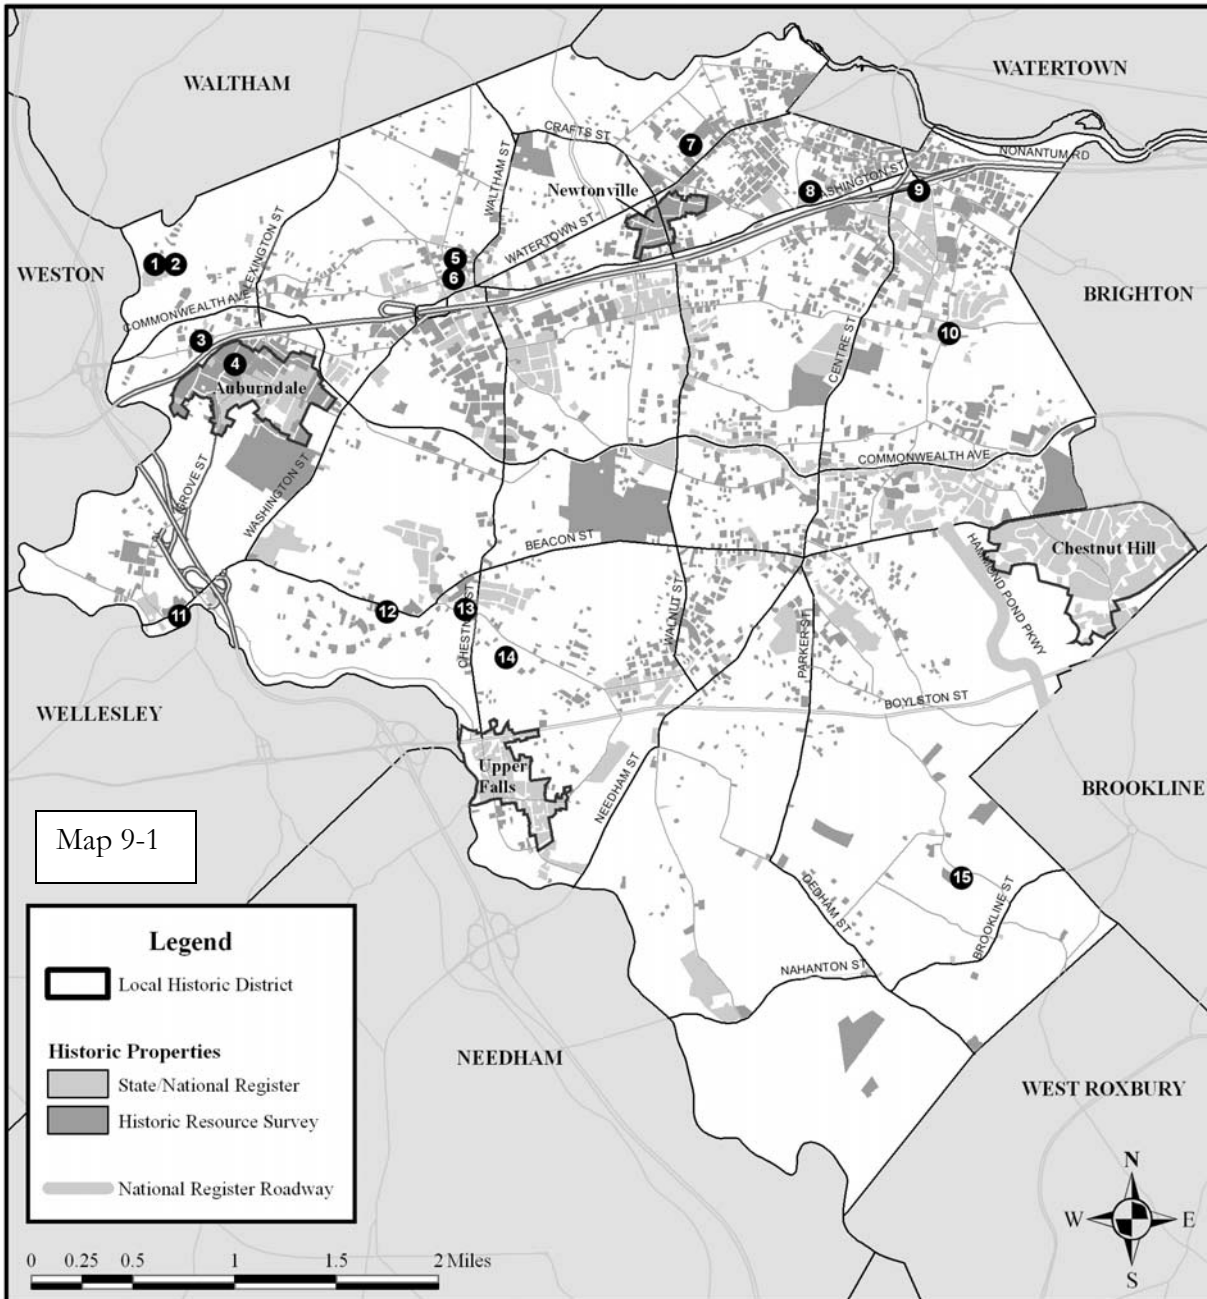 WALTHAM
WATERTOWN
CRAFTS ST
7
NONANTUM RD
WALTHAM ST
Newtonville
8
WASHINGTON ST
9
WATERTOWN ST
LEXINGTON ST
5
1 2
6
WESTON
BRIGHTON
COMMONWEALTH AVE
3
10
CENTRE ST
4
Auburndale
COMMONWEALTH AVE
GROVE ST
WASHINGTON ST
BEACON ST
HAMMOND POND PKWY
Chestnut Hill
11
12
13
CHESTNUT ST
WALNUT ST
PARKER ST
14
WELLESLEY
BOYLSTON ST
Upper
Falls
NEEDHAM ST
BROOKLINE
Map 9-1
15
DEDHAM ST
BROOKLINE ST
NAHANTON ST
NEEDHAM
WEST ROXBURY
Legend
Local Historic District
Historic Properties
State/National Register
Historic Resource Survey
National Register Roadway
N
W E
S
0 0.25 0.5 1 1.5 2 Miles